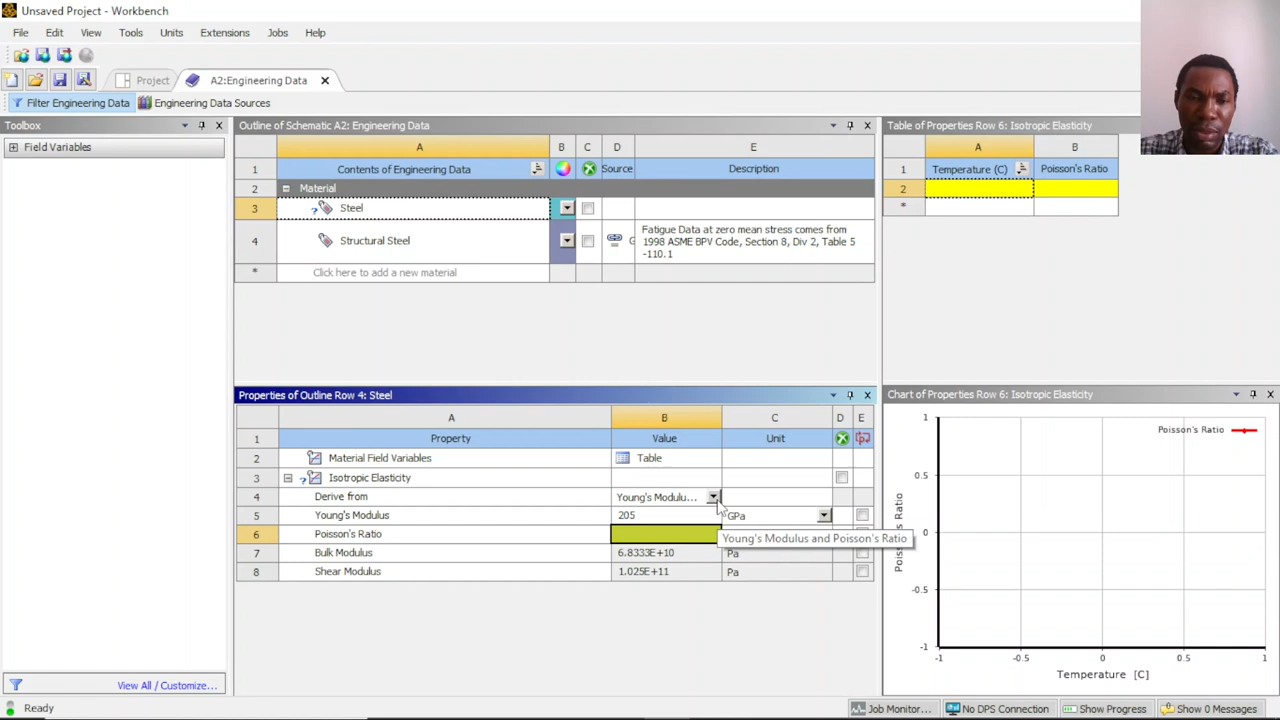 Unsaved Project - Workbench
File Edit View Tools Units Extensions Jobs Help
Project A2:Engineering Data
Filter Engineering Data Engineering Data Sources
Toolbox
Field Variables
View All / Customize...
Outline of Schematic A2: Engineering Data
A B C D E
1 Contents of Engineering Data Source Description
2 Material
3 ? Steel
4 Structural Steel G Fatigue Data at zero mean stress comes from
1998 ASME BPV Code, Section 8, Div 2, Table 5
-110.1
* Click here to add a new material
Table of Properties Row 6: Isotropic Elasticity
A B
1 Temperature (C) Poisson's Ratio
2
*
Properties of Outline Row 4: Steel
A B C D E
1 Property Value Unit
2 Material Field Variables Table
3 ? Isotropic Elasticity
4 Derive from Young's Modulu...
5 Young's Modulus 205 GPa
6 Poisson's Ratio
Young's Modulus and Poisson's Ratio
7 Bulk Modulus 6.8333E+10 Pa
8 Shear Modulus 1.025E+11 Pa
Chart of Properties Row 6: Isotropic Elasticity
Poisson's Ratio
1
0.5
0
-0.5
-1
-1 -0.5 0 0.5 1
Temperature [C]
Ready
Job Monitor... No DPS Connection Show Progress Show 0 Messages